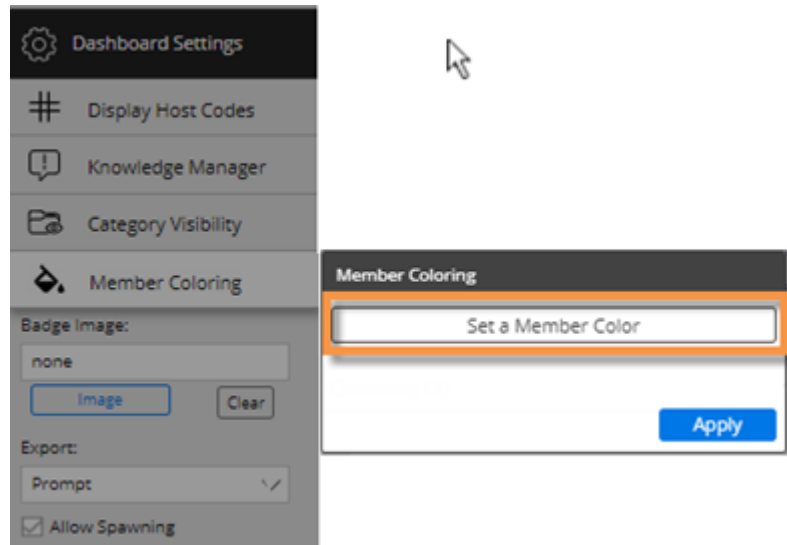 Dashboard Settings
Display Host Codes
Knowledge Manager
Category Visibility
Member Coloring
Badge Image:
none
Image
Clear
Export:
Prompt
Allow Spawning
Member Coloring
Set a Member Color
Apply